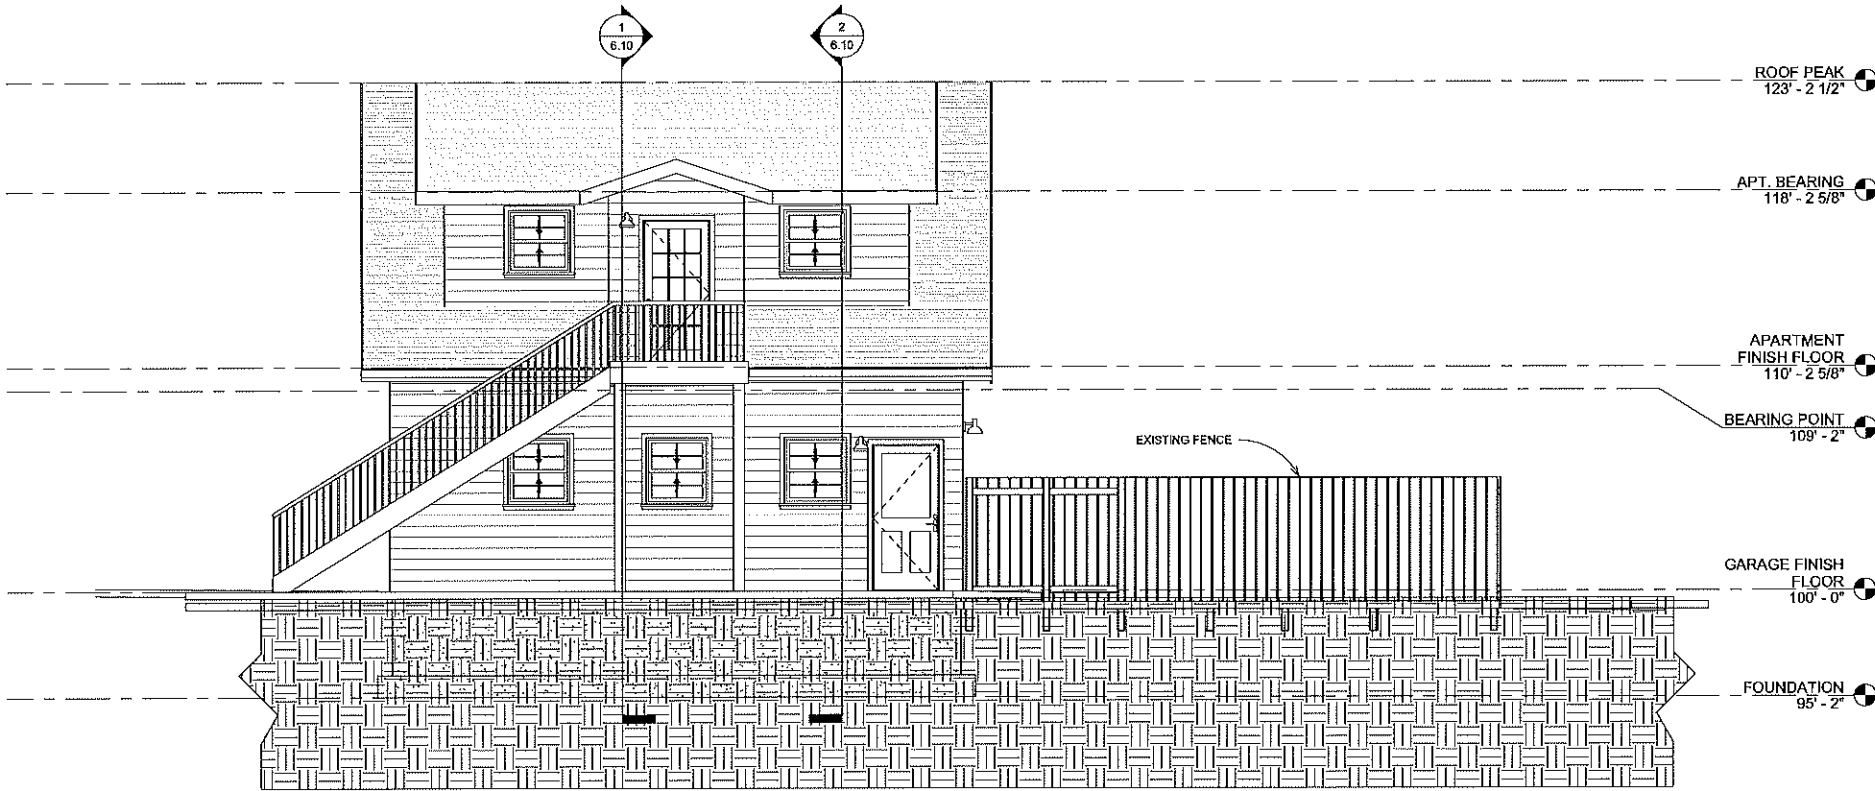 1
6.10
2
6.10
ROOF PEAK
123' - 2 1/2"
APT. BEARING
118' - 2 5/8"
APARTMENT
FINISH FLOOR
110' - 2 5/8"
BEARING POINT
109' - 2"
EXISTING FENCE
GARAGE FINISH
FLOOR
100' - 0"
FOUNDATION
95' - 2"